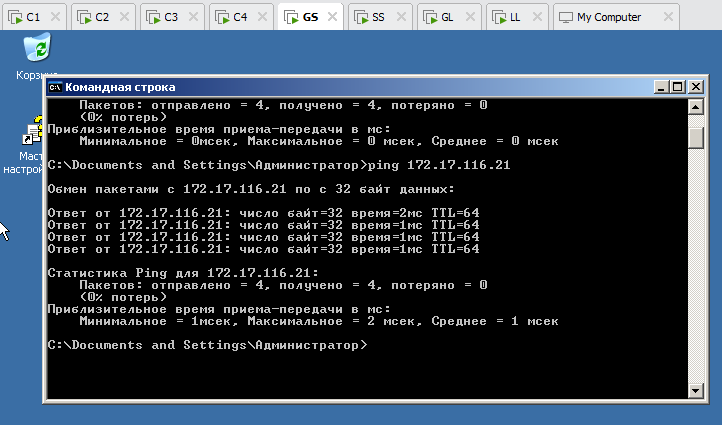 C1 C2 C3 C4 GS SS GL LL My Computer
Командная строка
Пакетов: отправлено = 4, получено = 4, потеряно = 0
(0% потерь)
Приблизительное время приема-передачи в мс:
Минимальное = 0мсек, Максимальное = 0 мсек, Среднее = 0 мсек
C:\Documents and Settings\Администратор>ping 172.17.116.21
Обмен пакетами с 172.17.116.21 по с 32 байт данных:
Ответ от 172.17.116.21: число байт=32 время=2мс TTL=64
Ответ от 172.17.116.21: число байт=32 время=1мс TTL=64
Ответ от 172.17.116.21: число байт=32 время=1мс TTL=64
Ответ от 172.17.116.21: число байт=32 время=1мс TTL=64
Статистика Ping для 172.17.116.21:
Пакетов: отправлено = 4, получено = 4, потеряно = 0
(0% потерь)
Приблизительное время приема-передачи в мс:
Минимальное = 1мсек, Максимальное = 2 мсек, Среднее = 1 мсек
C:\Documents and Settings\Администратор>